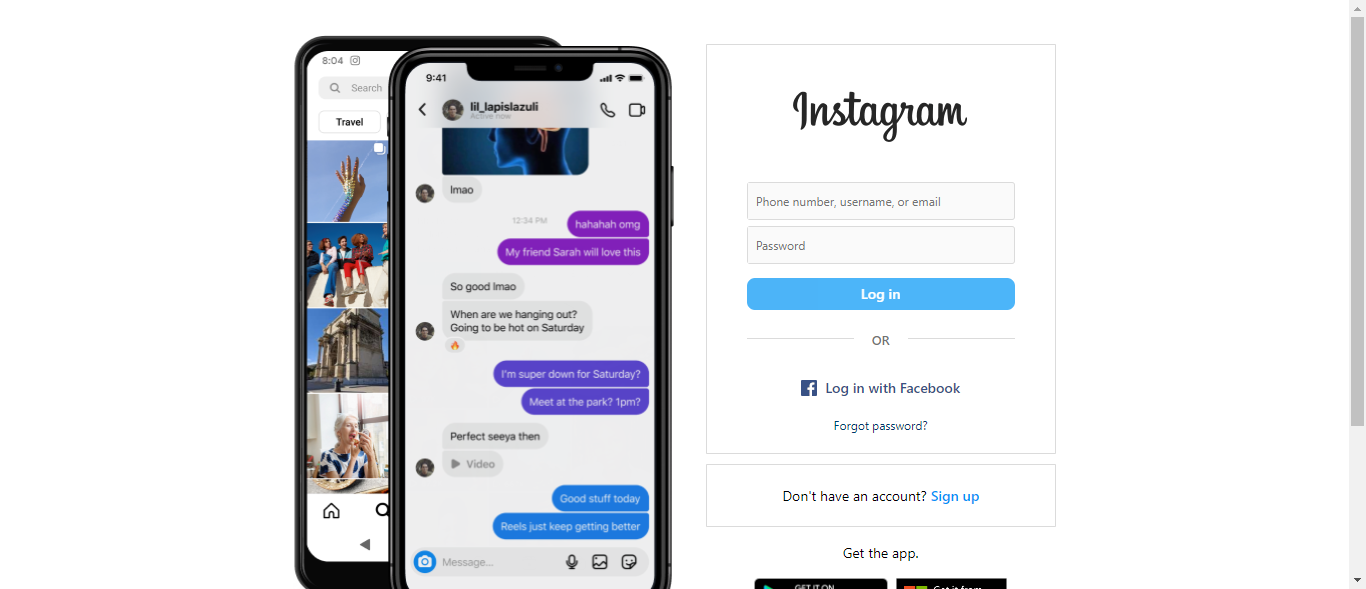 8:04
Search
Travel
9:41
lil_lapislazuli
Active now
lmao
12:34 PM
hahahah omg
My friend Sarah will love this
So good lmao
When are we hanging out?
Going to be hot on Saturday
I'm super down for Saturday?
Meet at the park? 1pm?
Perfect seeya then
Video
Good stuff today
Reels just keep getting better
Message...
Instagram
Phone number, username, or email
Password
Log in
OR
Log in with Facebook
Forgot password?
Don't have an account? Sign up
Get the app.
GET IT ON
Get it from